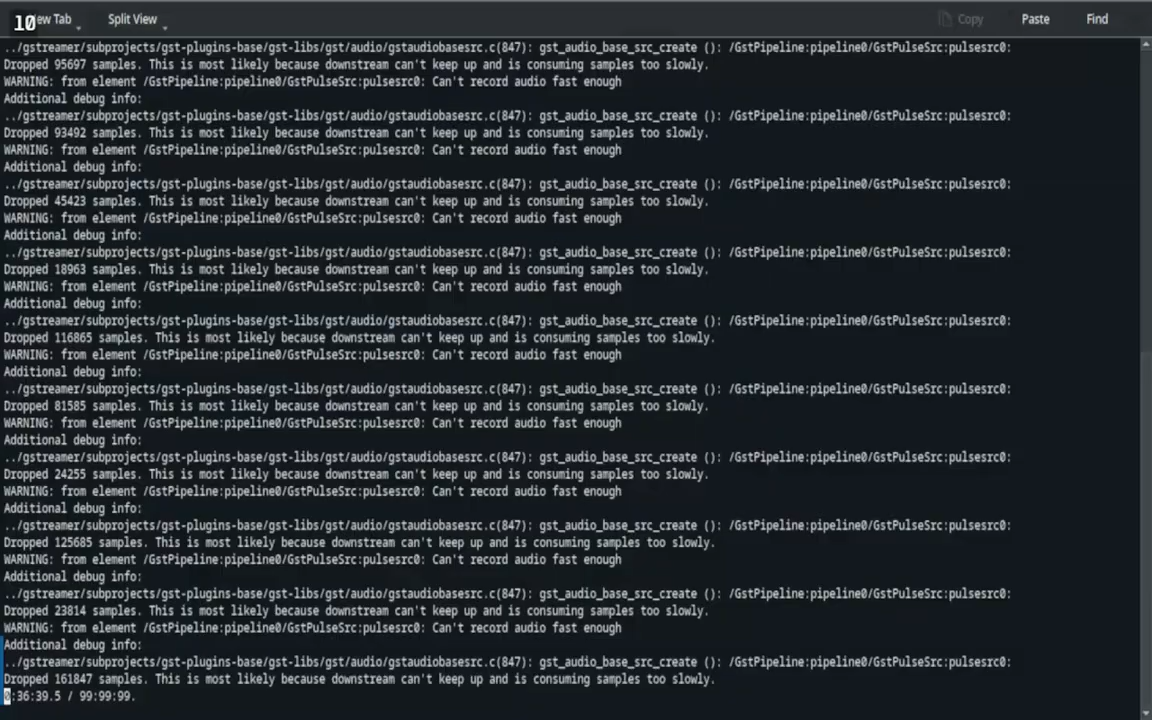 10
ew Tab
Split View
Copy
Paste
Find
../gstreamer/subprojects/gst-plugins-base/gst-libs/gst/audio/gstaudiobasesrc.c(847): gst_audio_base_src_create (): /GstPipeline:pipeline0/GstPulseSrc:pulsesrc0:
Dropped 95697 samples. This is most likely because downstream can't keep up and is consuming samples too slowly.
WARNING: from element /GstPipeline:pipeline0/GstPulseSrc:pulsesrc0: Can't record audio fast enough
Additional debug info:
../gstreamer/subprojects/gst-plugins-base/gst-libs/gst/audio/gstaudiobasesrc.c(847): gst_audio_base_src_create (): /GstPipeline:pipeline0/GstPulseSrc:pulsesrc0:
Dropped 93492 samples. This is most likely because downstream can't keep up and is consuming samples too slowly.
WARNING: from element /GstPipeline:pipeline0/GstPulseSrc:pulsesrc0: Can't record audio fast enough
Additional debug info:
../gstreamer/subprojects/gst-plugins-base/gst-libs/gst/audio/gstaudiobasesrc.c(847): gst_audio_base_src_create (): /GstPipeline:pipeline0/GstPulseSrc:pulsesrc0:
Dropped 45423 samples. This is most likely because downstream can't keep up and is consuming samples too slowly.
WARNING: from element /GstPipeline:pipeline0/GstPulseSrc:pulsesrc0: Can't record audio fast enough
Additional debug info:
../gstreamer/subprojects/gst-plugins-base/gst-libs/gst/audio/gstaudiobasesrc.c(847): gst_audio_base_src_create (): /GstPipeline:pipeline0/GstPulseSrc:pulsesrc0:
Dropped 18963 samples. This is most likely because downstream can't keep up and is consuming samples too slowly.
WARNING: from element /GstPipeline:pipeline0/GstPulseSrc:pulsesrc0: Can't record audio fast enough
Additional debug info:
../gstreamer/subprojects/gst-plugins-base/gst-libs/gst/audio/gstaudiobasesrc.c(847): gst_audio_base_src_create (): /GstPipeline:pipeline0/GstPulseSrc:pulsesrc0:
Dropped 116865 samples. This is most likely because downstream can't keep up and is consuming samples too slowly.
WARNING: from element /GstPipeline:pipeline0/GstPulseSrc:pulsesrc0: Can't record audio fast enough
Additional debug info:
../gstreamer/subprojects/gst-plugins-base/gst-libs/gst/audio/gstaudiobasesrc.c(847): gst_audio_base_src_create (): /GstPipeline:pipeline0/GstPulseSrc:pulsesrc0:
Dropped 81585 samples. This is most likely because downstream can't keep up and is consuming samples too slowly.
WARNING: from element /GstPipeline:pipeline0/GstPulseSrc:pulsesrc0: Can't record audio fast enough
Additional debug info:
../gstreamer/subprojects/gst-plugins-base/gst-libs/gst/audio/gstaudiobasesrc.c(847): gst_audio_base_src_create (): /GstPipeline:pipeline0/GstPulseSrc:pulsesrc0:
Dropped 24255 samples. This is most likely because downstream can't keep up and is consuming samples too slowly.
WARNING: from element /GstPipeline:pipeline0/GstPulseSrc:pulsesrc0: Can't record audio fast enough
Additional debug info:
../gstreamer/subprojects/gst-plugins-base/gst-libs/gst/audio/gstaudiobasesrc.c(847): gst_audio_base_src_create (): /GstPipeline:pipeline0/GstPulseSrc:pulsesrc0:
Dropped 125685 samples. This is most likely because downstream can't keep up and is consuming samples too slowly.
WARNING: from element /GstPipeline:pipeline0/GstPulseSrc:pulsesrc0: Can't record audio fast enough
Additional debug info:
../gstreamer/subprojects/gst-plugins-base/gst-libs/gst/audio/gstaudiobasesrc.c(847): gst_audio_base_src_create (): /GstPipeline:pipeline0/GstPulseSrc:pulsesrc0:
Dropped 23814 samples. This is most likely because downstream can't keep up and is consuming samples too slowly.
WARNING: from element /GstPipeline:pipeline0/GstPulseSrc:pulsesrc0: Can't record audio fast enough
Additional debug info:
../gstreamer/subprojects/gst-plugins-base/gst-libs/gst/audio/gstaudiobasesrc.c(847): gst_audio_base_src_create (): /GstPipeline:pipeline0/GstPulseSrc:pulsesrc0:
Dropped 161847 samples. This is most likely because downstream can't keep up and is consuming samples too slowly.
0:36:39.5 / 99:99:99.